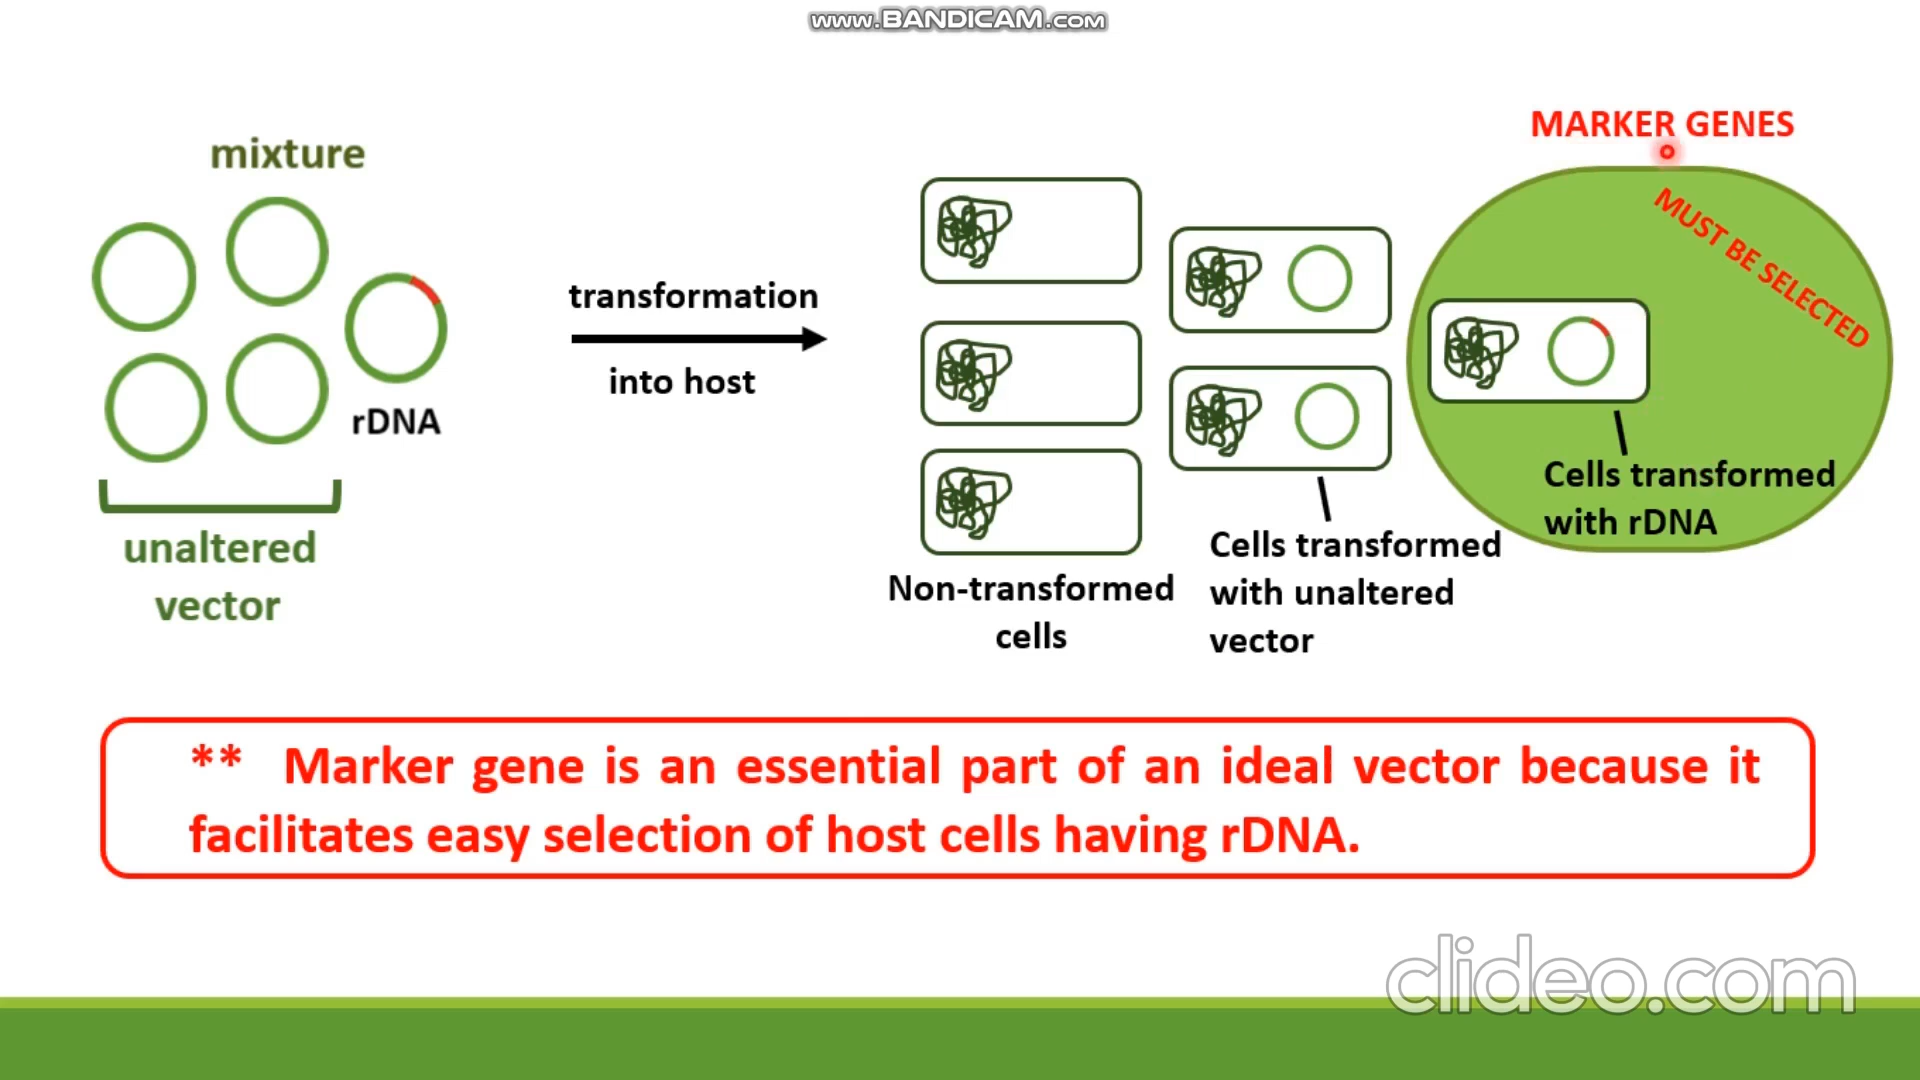 www.BANDICAM.com
MARKER GENES
mixture
MUST BE SELECTED
transformation
into host
rDNA
Cells transformed
with rDNA
unaltered
vector
Cells transformed
with unaltered
vector
Non-transformed
cells
** Marker gene is an essential part of an ideal vector because it
facilitates easy selection of host cells having rDNA.
clideo.com